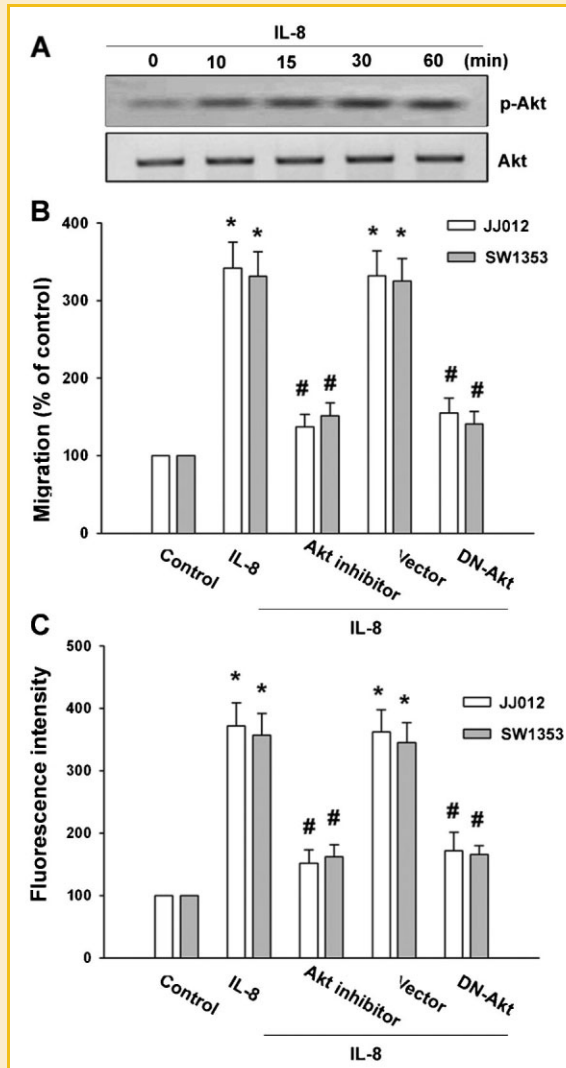 IL-8
A
0 10 15 30 60 (min)
p-Akt
Akt
B
400
300
200
100
0
Migration (% of control)
* * * *
# # # #
JJ012
SW1353
Control IL-8 Akt inhibitor Vector DN-Akt
IL-8
C
500
400
300
200
100
0
Fluorescence intensity
* * * *
# # # #
JJ012
SW1353
Control IL-8 Akt inhibitor Vector DN-Akt
IL-8